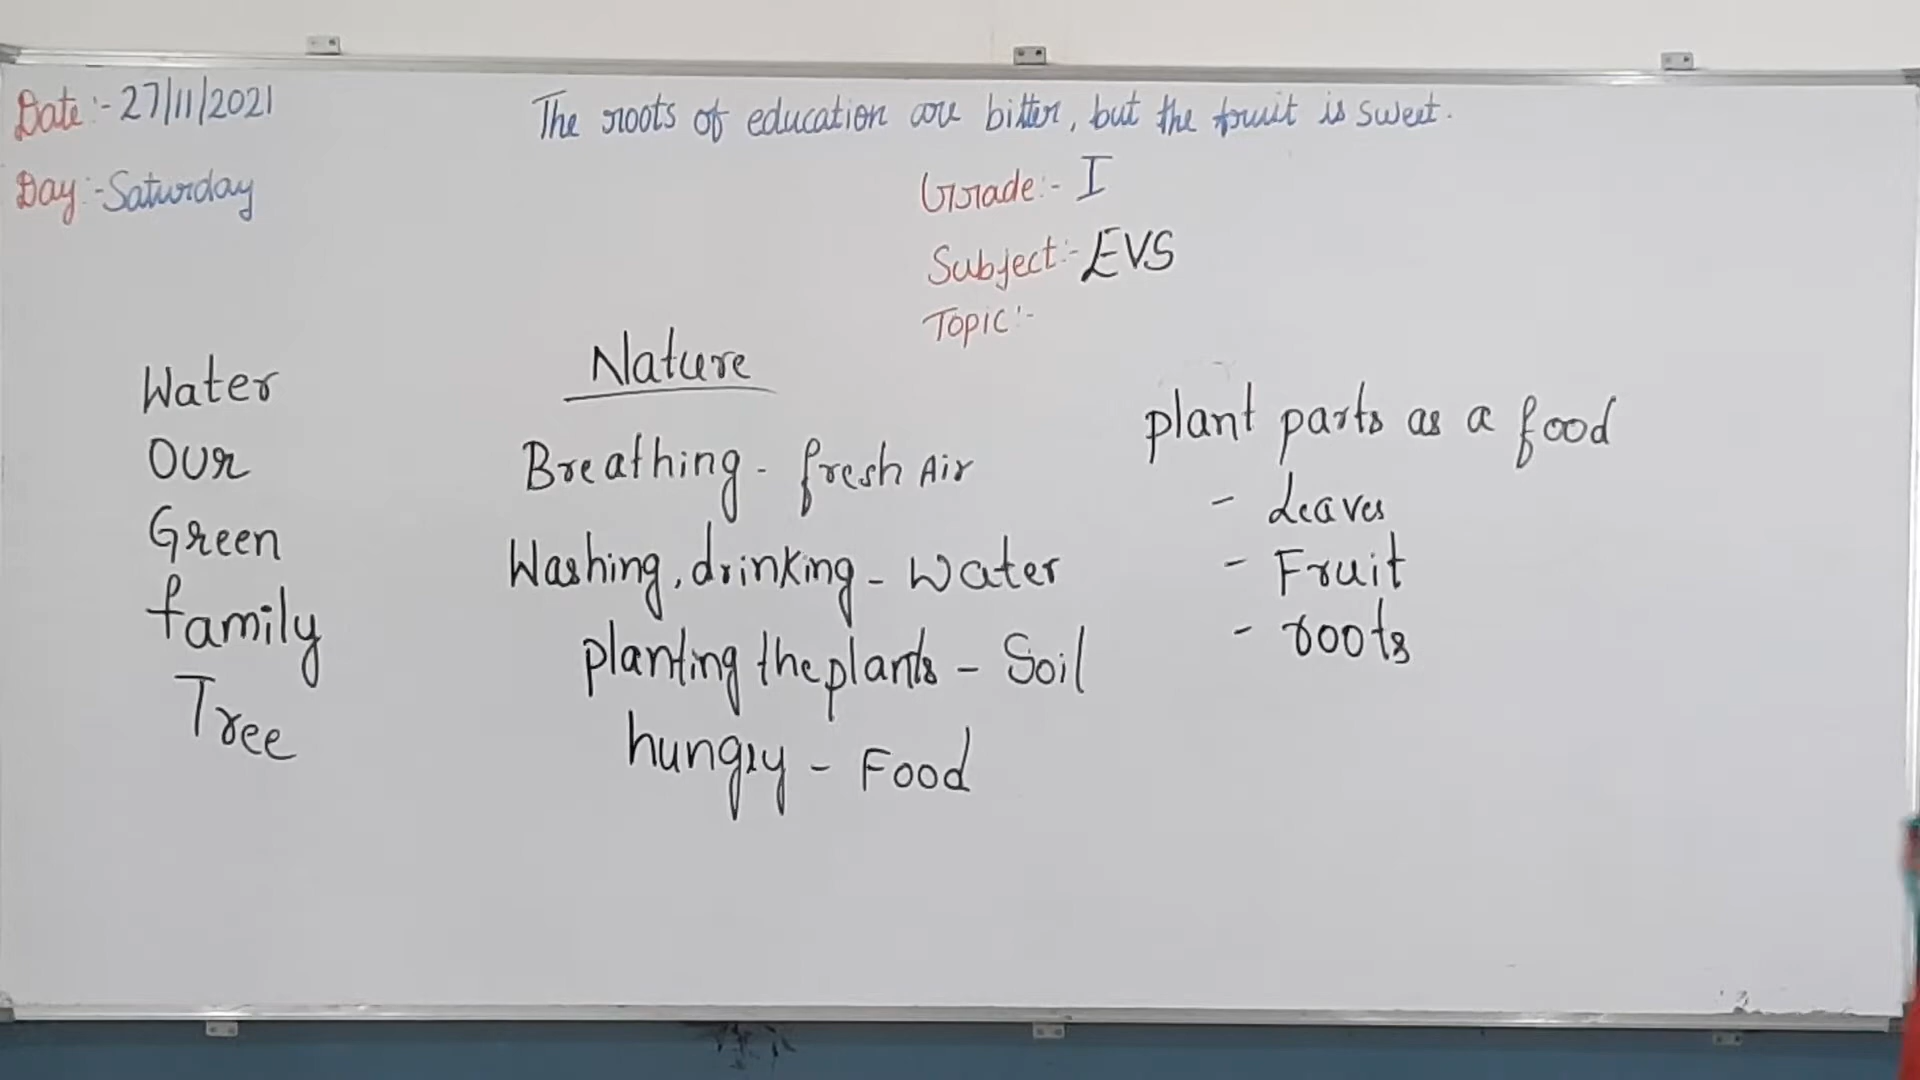 Date:- 27/11/2021
The roots of education are bitter, but the fruit is sweet.
Day:- Saturday
Grade:- I
Subject:- EVS
Topic:-
Water
Our
Green
family
Tree
Nature
Breathing - fresh Air
Washing, drinking - water
planting the plants - Soil
hungry - Food
plant parts as a food
- Leaves
- Fruit
- roots